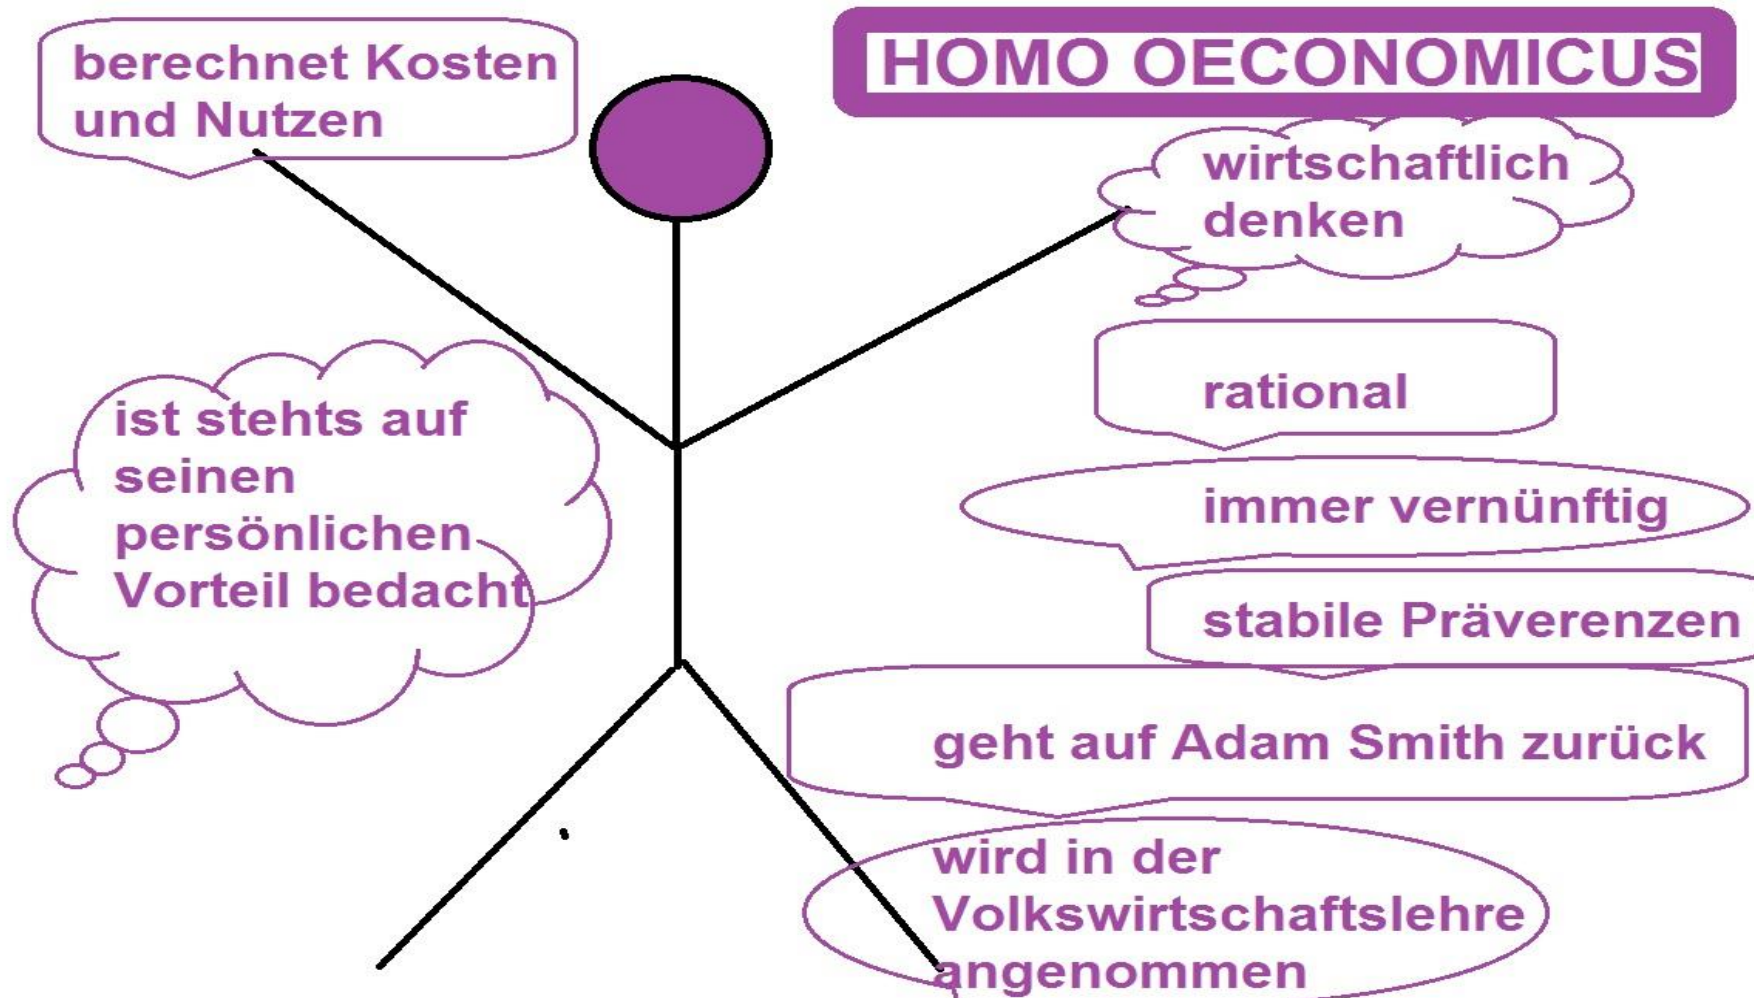 HOMO OECONOMICUS
berechnet Kosten
und Nutzen
wirtschaftlich
denken
rational
ist stehts auf
seinen
persönlichen
Vorteil bedacht
immer vernünftig
stabile Präverenzen
geht auf Adam Smith zurück
wird in der
Volkswirtschaftslehre
angenommen